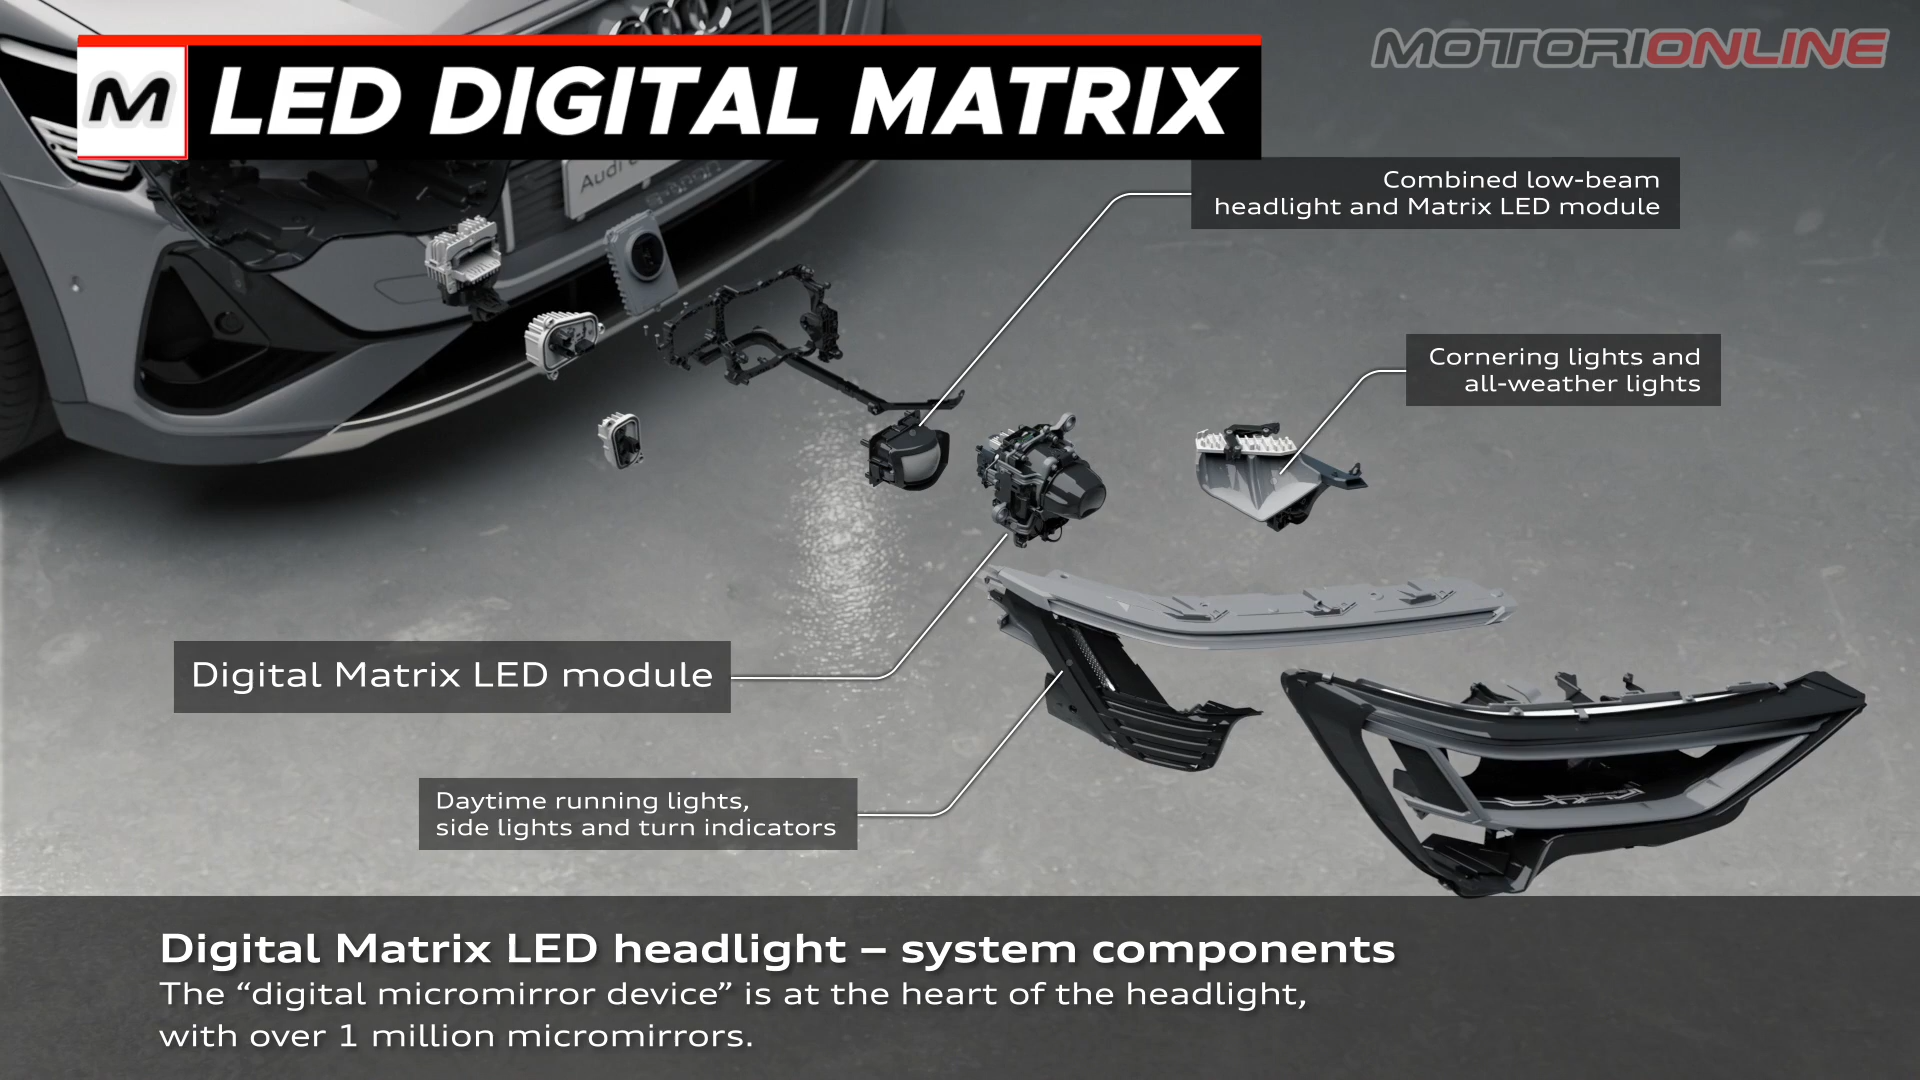 MOTORIONLINE
M LED DIGITAL MATRIX
Audi
Combined low-beam
headlight and Matrix LED module
Cornering lights and
all-weather lights
Digital Matrix LED module
Daytime running lights,
side lights and turn indicators
Digital Matrix LED headlight – system components
The “digital micromirror device” is at the heart of the headlight,
with over 1 million micromirrors.